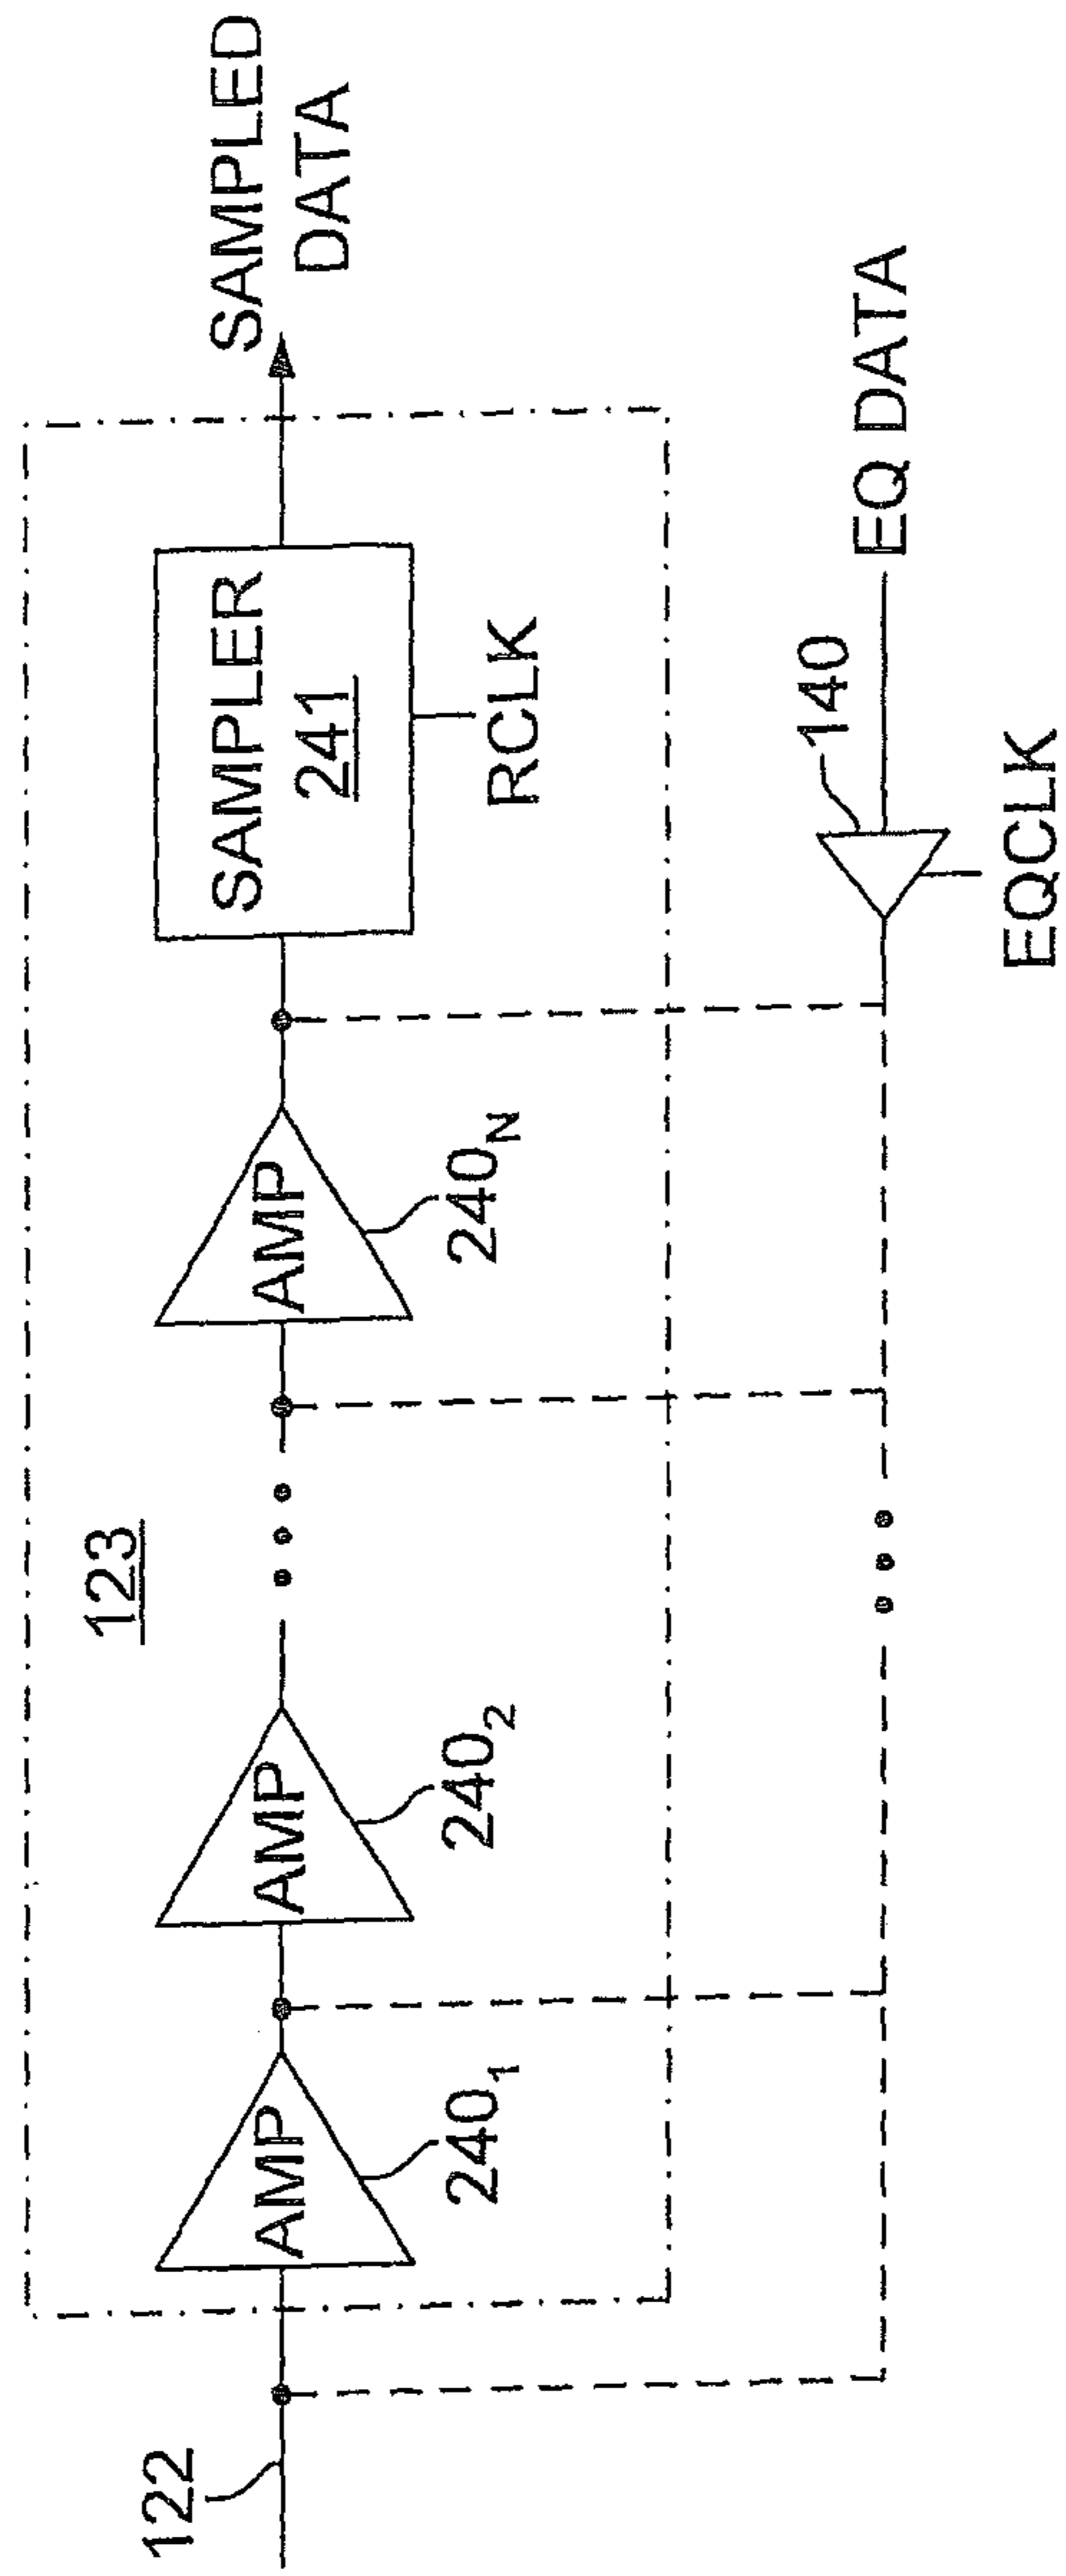 122
123
AMP
240₁
AMP
240₂
AMP
240N
SAMPLER
241
RCLK
SAMPLED
DATA
140
EQ DATA
EQCLK